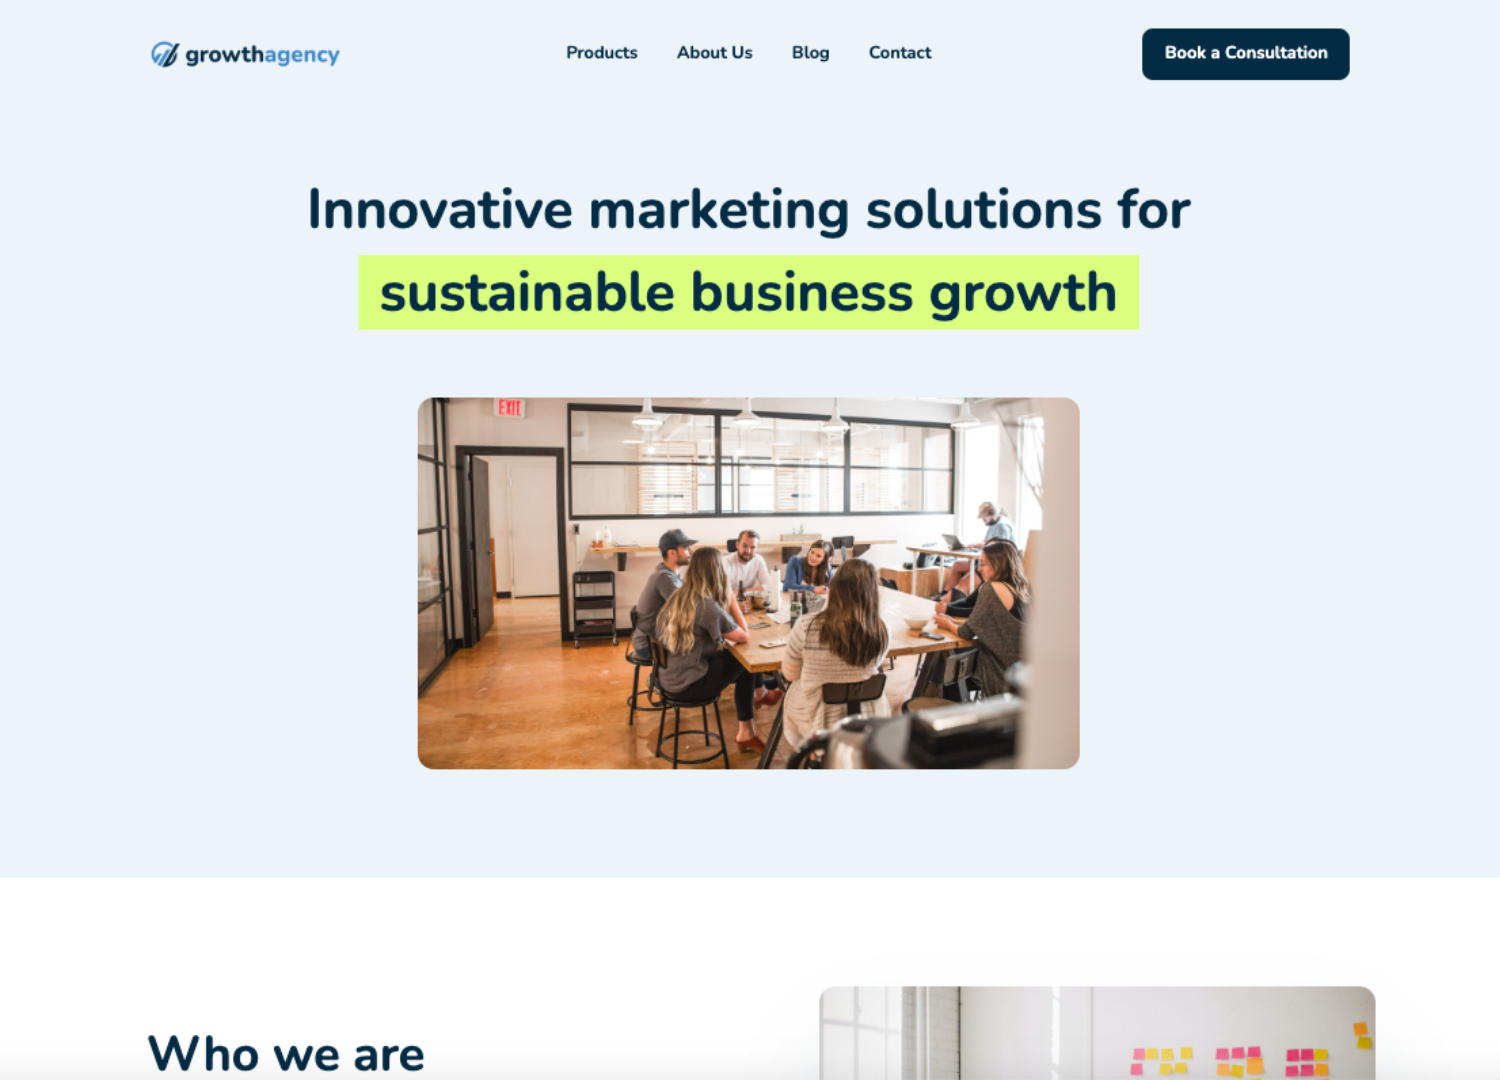 growthagency
Products
About Us
Blog
Contact
Book a Consultation
Innovative marketing solutions for
sustainable business growth
EXIT
Who we are